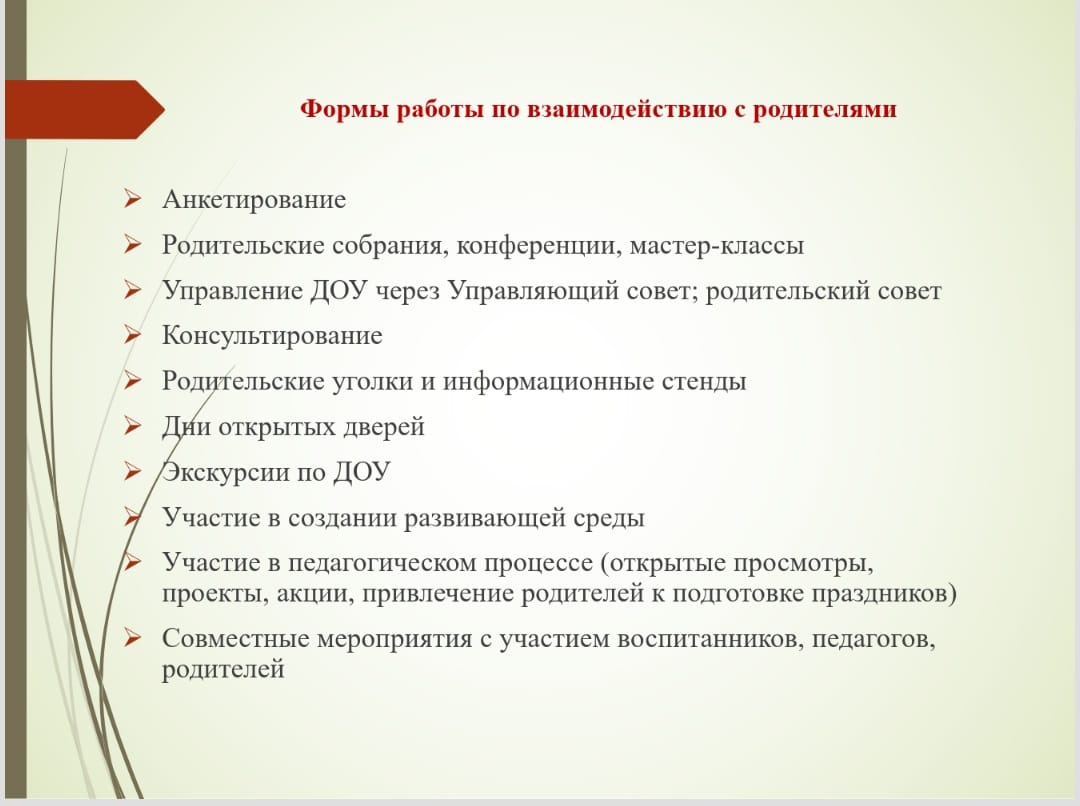 Формы работы по взаимодействию с родителями
Анкетирование
Родительские собрания, конференции, мастер-классы
Управление ДОУ через Управляющий совет; родительский совет
Консультирование
Родительские уголки и информационные стенды
Дни открытых дверей
Экскурсии по ДОУ
Участие в создании развивающей среды
Участие в педагогическом процессе (открытые просмотры,
проекты, акции, привлечение родителей к подготовке праздников)
Совместные мероприятия с участием воспитанников, педагогов,
родителей